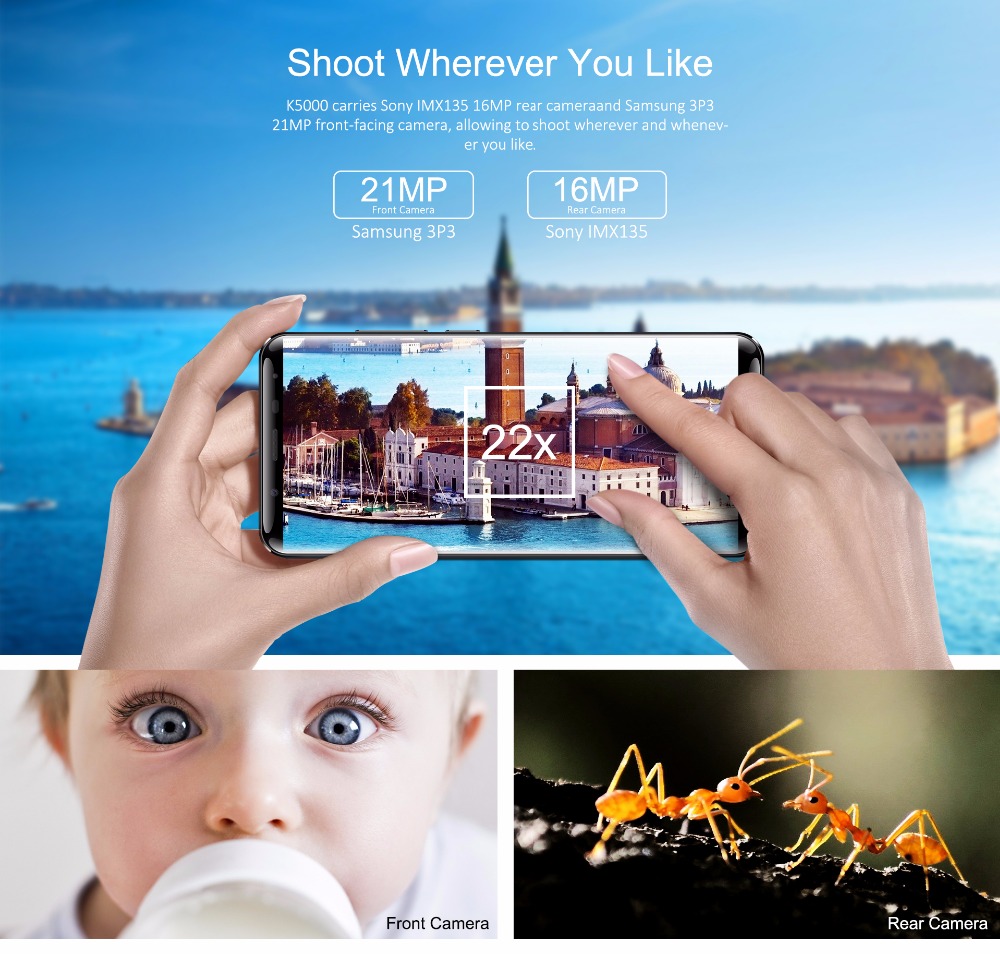 Shoot Wherever You Like
K5000 carries Sony IMX135 16MP rear cameraand Samsung 3P3
21MP front-facing camera, allowing to shoot wherever and whenev-
er you like.
21MP
Front Camera
Samsung 3P3
16MP
Rear Camera
Sony IMX135
22x
Front Camera
Rear Camera